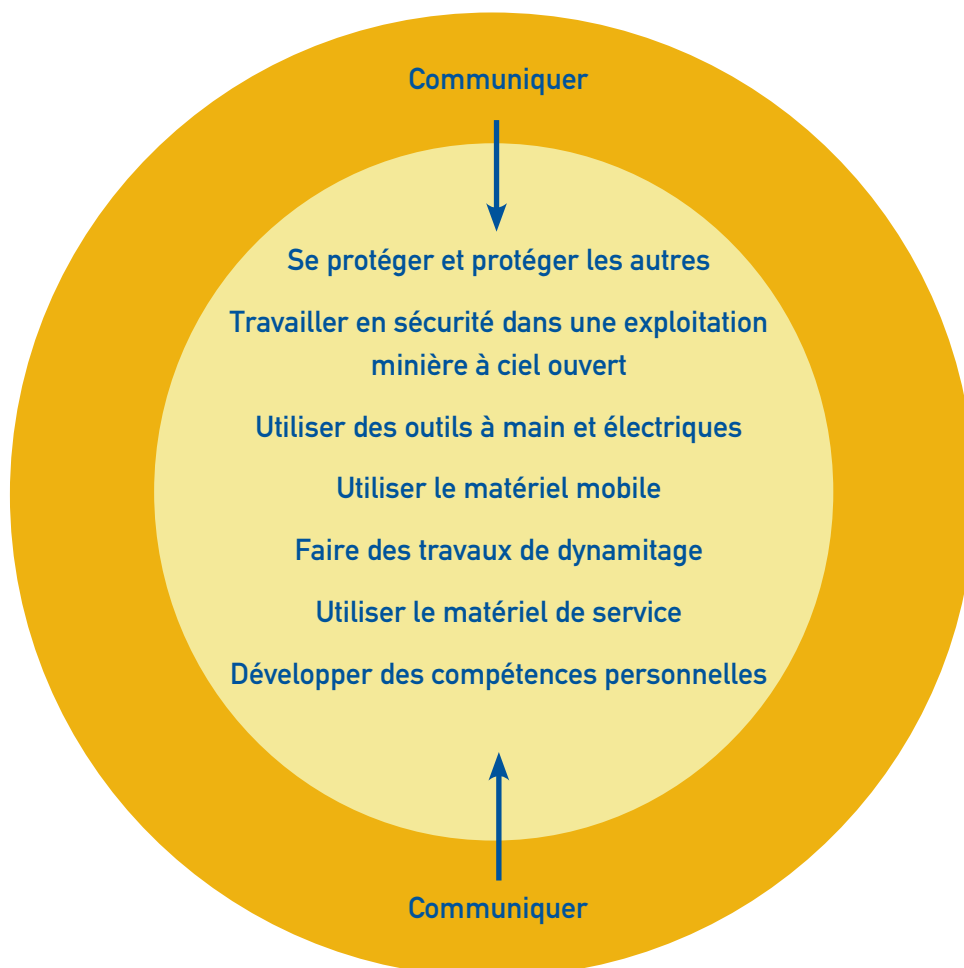 Communiquer
Se protéger et protéger les autres
Travailler en sécurité dans une exploitation
minière à ciel ouvert
Utiliser des outils à main et électriques
Utiliser le matériel mobile
Faire des travaux de dynamitage
Utiliser le matériel de service
Développer des compétences personnelles
Communiquer